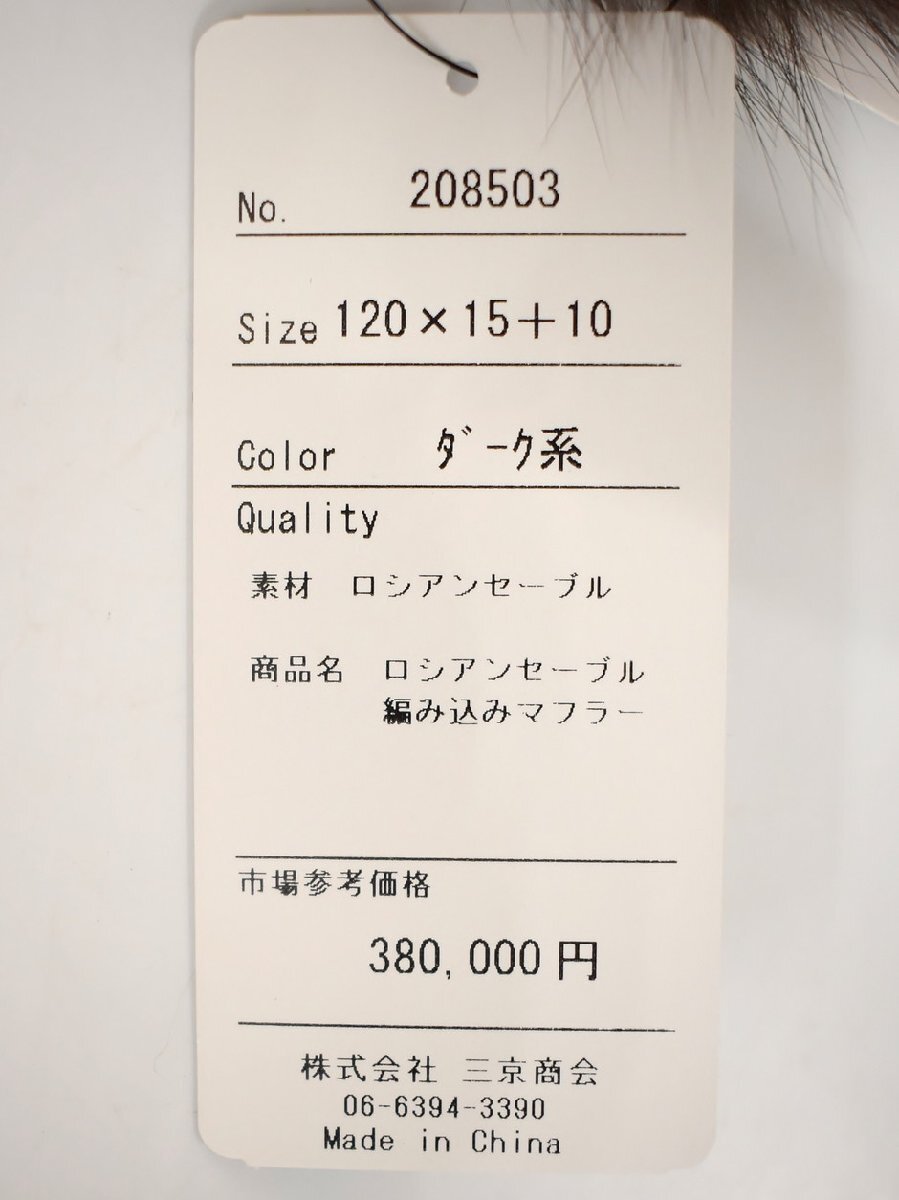 No. 208503
Size 120×15+10
Color ﾀﾞｰｸ系
Quality
素材 ロシアンセーブル
商品名 ロシアンセーブル
編み込みマフラー
市場参考価格
380,000円
株式会社 三京商会
06-6394-3390
Made in China